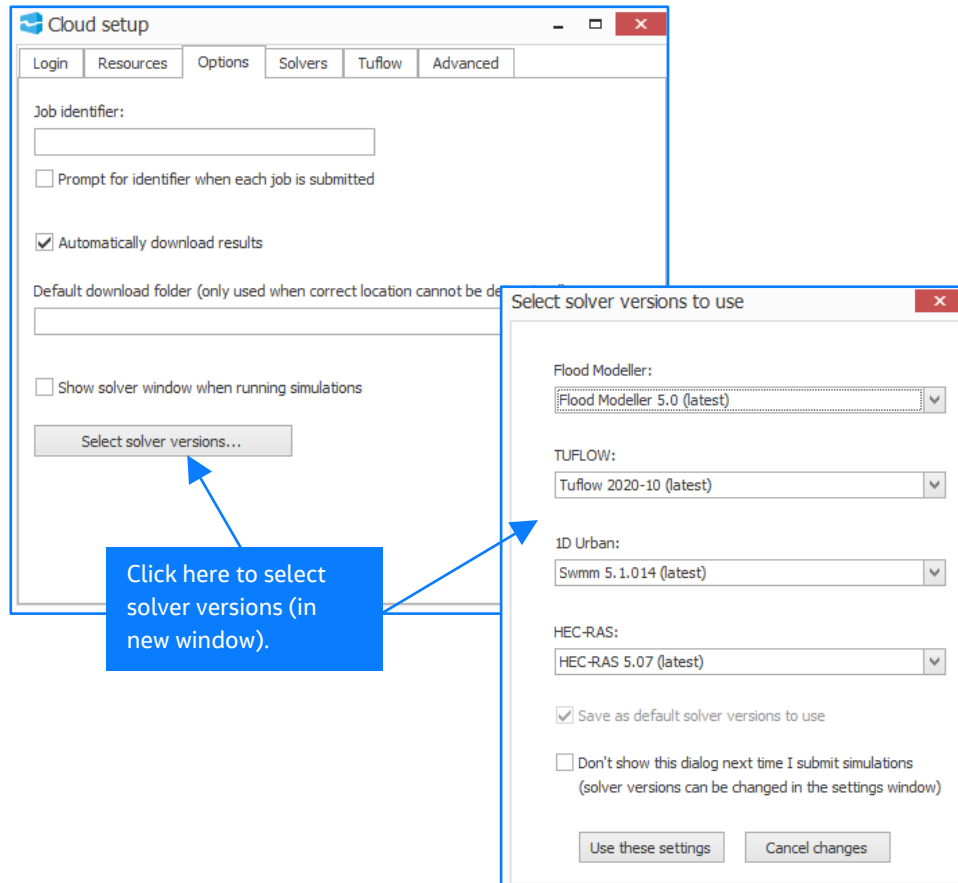 Cloud setup
Login Resources Options Solvers Tuflow Advanced
Job identifier:
Prompt for identifier when each job is submitted
Automatically download results
Default download folder (only used when correct location cannot be
Show solver window when running simulations
Select solver versions...
Click here to select
solver versions (in
new window).
Select solver versions to use
Flood Modeller:
Flood Modeller 5.0 (latest)
TUFLOW:
Tuflow 2020-10 (latest)
1D Urban:
Swmm 5.1.014 (latest)
HEC-RAS:
HEC-RAS 5.07 (latest)
Save as default solver versions to use
Don't show this dialog next time I submit simulations
(solver versions can be changed in the settings window)
Use these settings Cancel changes